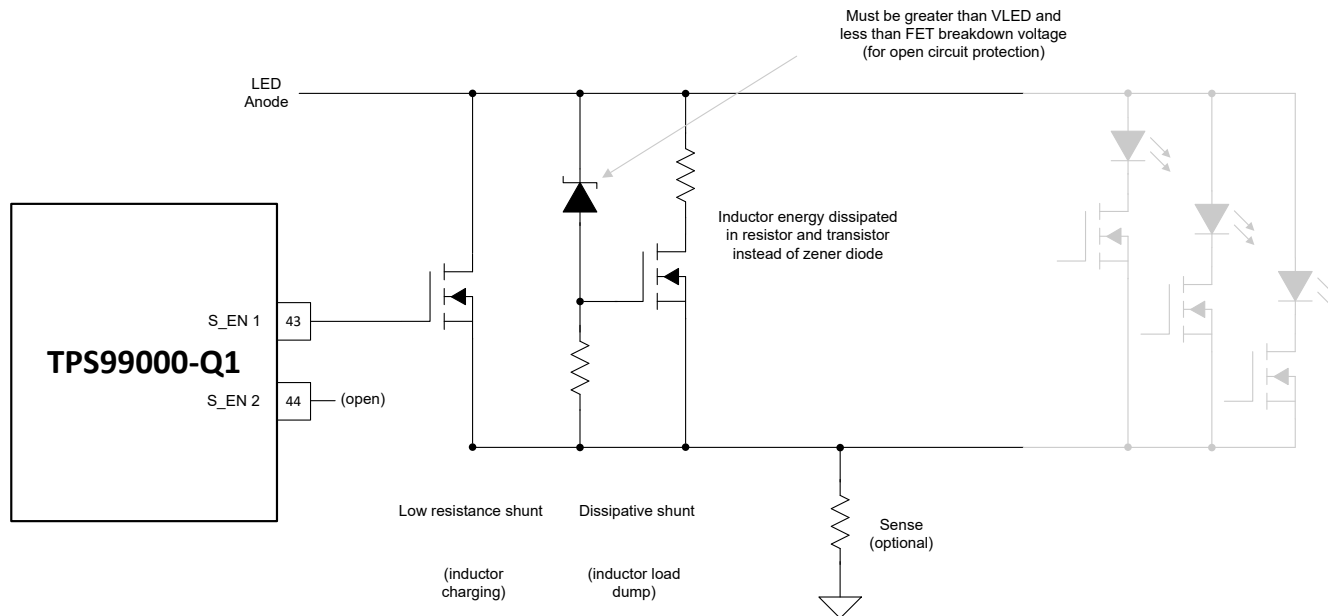 Must be greater than VLED and
less than FET breakdown voltage
(for open circuit protection)
LED
Anode
Inductor energy dissipated
in resistor and transistor
instead of zener diode
S_EN 1
43
TPS99000-Q1
S_EN 2
44
(open)
Low resistance shunt
Dissipative shunt
Sense
(optional)
(inductor
charging)
(inductor load
dump)